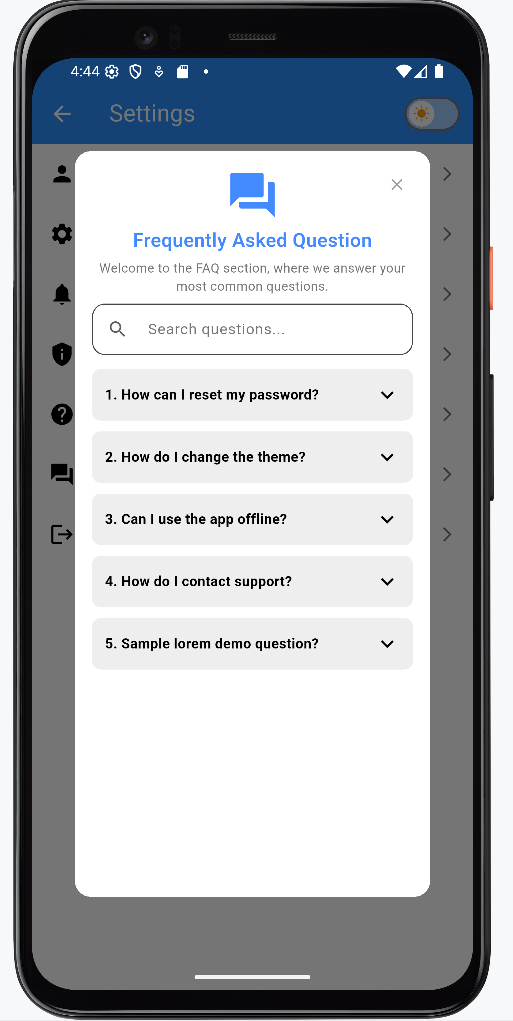 4:44
Settings
Frequently Asked Question
Welcome to the FAQ section, where we answer your
most common questions.
Search questions...
1. How can I reset my password?
2. How do I change the theme?
3. Can I use the app offline?
4. How do I contact support?
5. Sample lorem demo question?